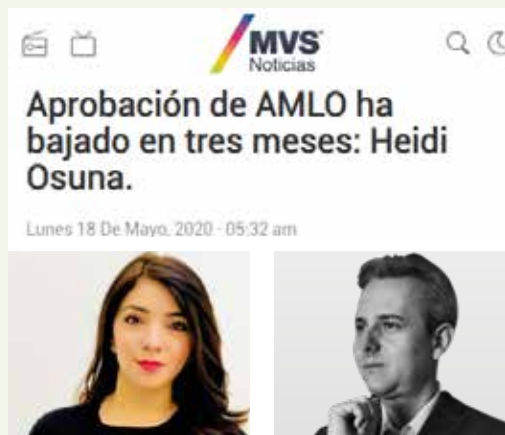 MVS
Noticias
Aprobación de AMLO ha
bajado en tres meses: Heidi
Osuna.
Lunes 18 De Mayo, 2020 - 05:32 am